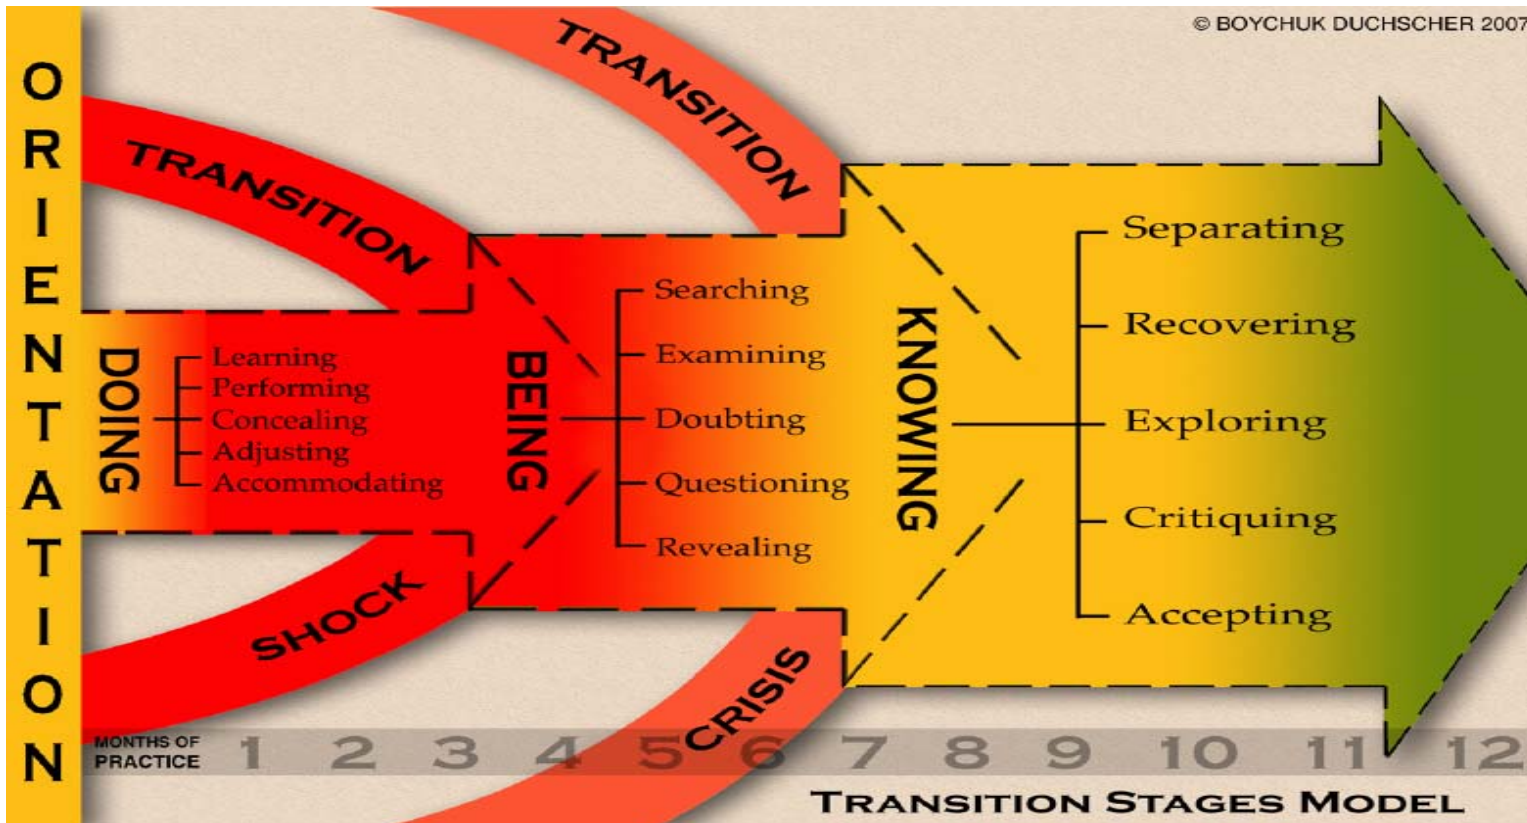 © BOYCHUK DUCHSCHER 2007
ORIENTATION
TRANSITION
SHOCK
TRANSITION
CRISIS
DOING
Learning
Performing
Concealing
Adjusting
Accommodating
BEING
Searching
Examining
Doubting
Questioning
Revealing
KNOWING
Separating
Recovering
Exploring
Critiquing
Accepting
MONTHS OF
PRACTICE
1 2 3 4 5 6 7 8 9 10 11 12
TRANSITION STAGES MODEL